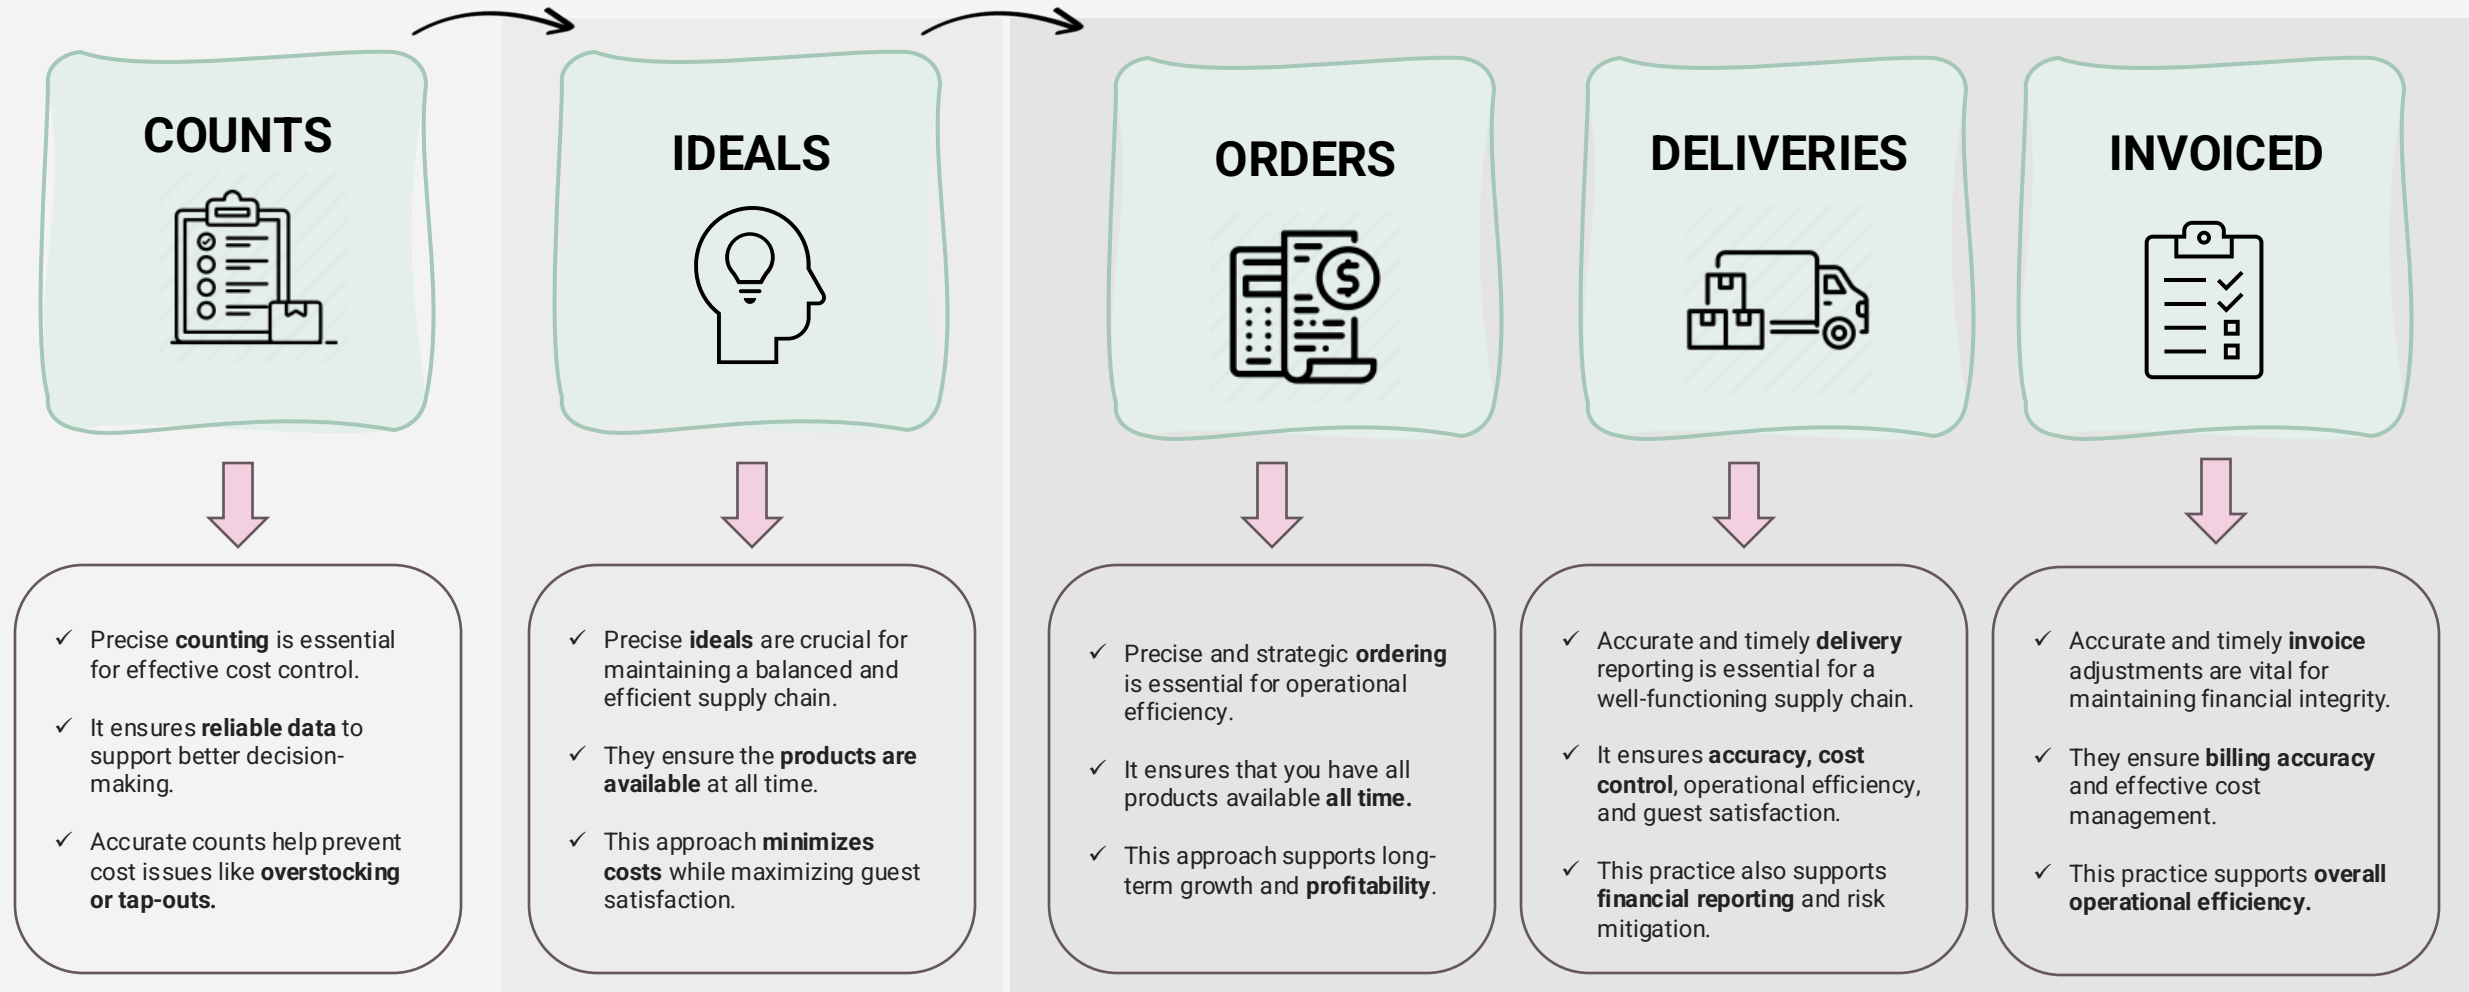 COUNTS
Precise counting is essential
for effective cost control.
It ensures reliable data to
support better decision-
making.
Accurate counts help prevent
cost issues like overstocking
or tap-outs.
IDEALS
Precise ideals are crucial for
maintaining a balanced and
efficient supply chain.
They ensure the products are
available at all time.
This approach minimizes
costs while maximizing guest
satisfaction.
ORDERS
$
Precise and strategic ordering
is essential for operational
efficiency.
It ensures that you have all
products available all time.
This approach supports long-
term growth and profitability.
DELIVERIES
Accurate and timely delivery
reporting is essential for a
well-functioning supply chain.
It ensures accuracy, cost
control, operational efficiency,
and guest satisfaction.
This practice also supports
financial reporting and risk
mitigation.
INVOICED
Accurate and timely invoice
adjustments are vital for
maintaining financial integrity.
They ensure billing accuracy
and effective cost
management.
This practice supports overall
operational efficiency.